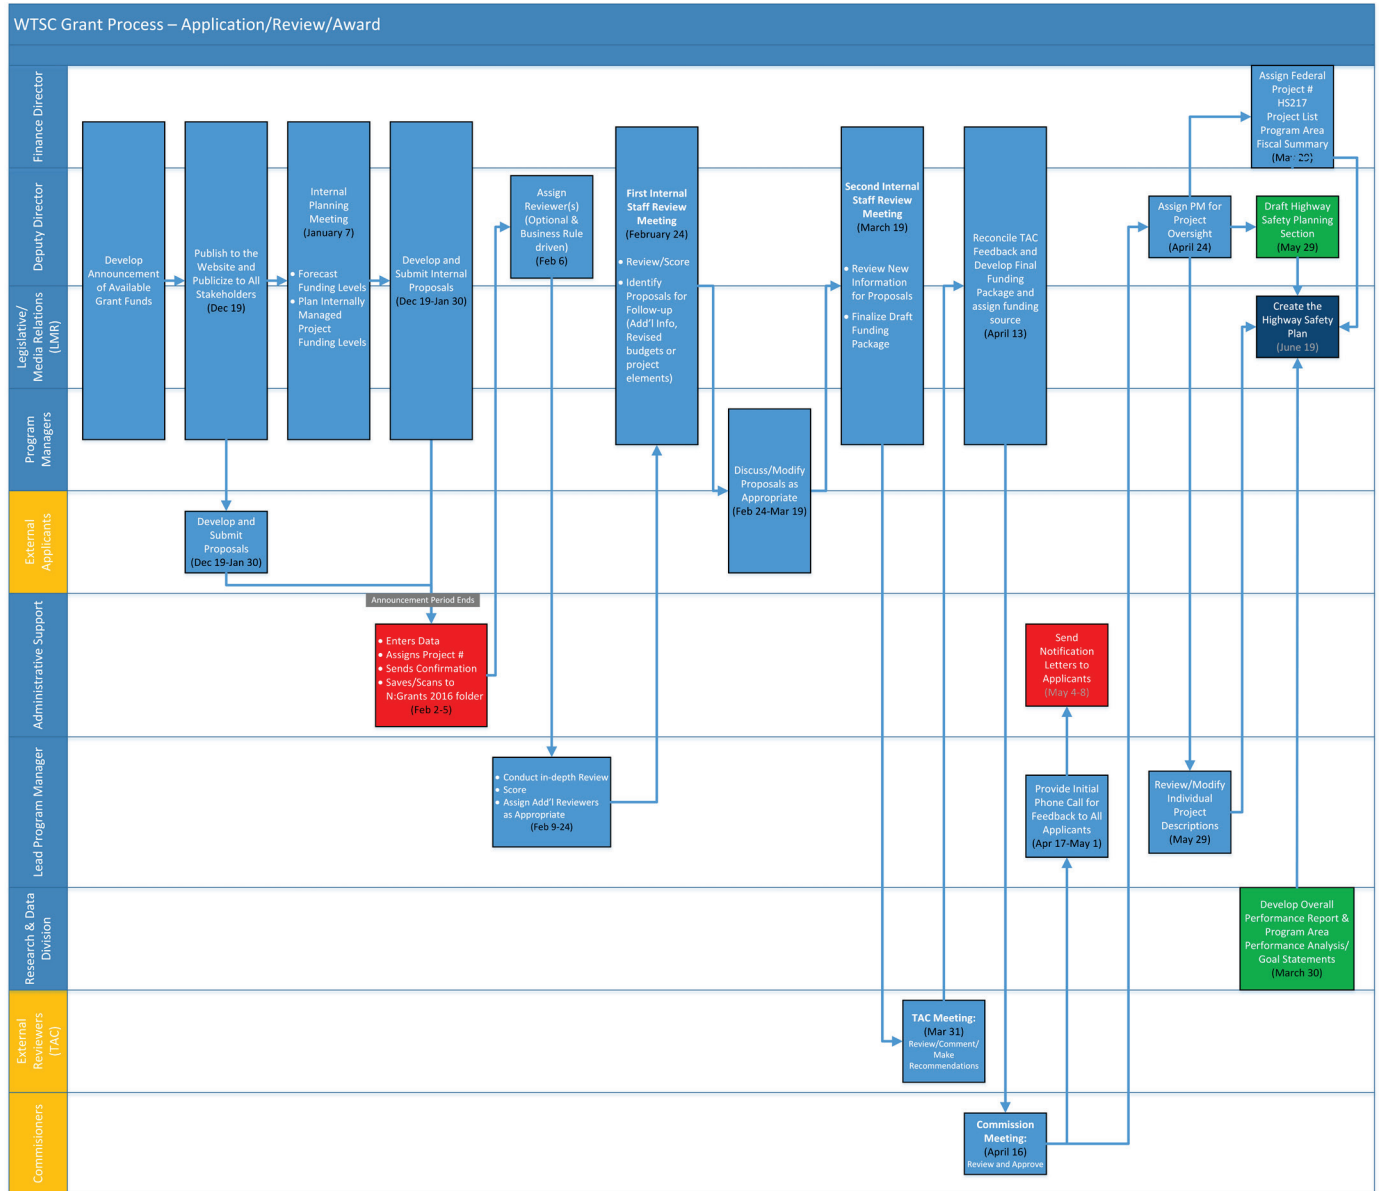 WTSC Grant Process – Application/Review/Award
Finance Director
Deputy Director
Legislative/
Media Relations
(LMR)
Program
Managers
External
Applicants
Administrative Support
Lead Program Manager
Research & Data
Division
External
Reviewers
(TAC)
Commisioners
Develop
Announcement
of Available
Grant Funds
Publish to the
Website and
Publicize to All
Stakeholders
(Dec 19)
Internal
Planning
Meeting
(January 7)
• Forecast
Funding Levels
• Plan Internally
Managed
Project
Funding Levels
Develop and
Submit Internal
Proposals
(Dec 19-Jan 30)
Develop and
Submit
Proposals
(Dec 19-Jan 30)
Announcement Period Ends
• Enters Data
• Assigns Project #
• Sends Confirmation
• Saves/Scans to
N:Grants 2016 folder
(Feb 2-5)
Assign
Reviewer(s)
(Optional &
Business Rule
driven)
(Feb 6)
• Conduct in-depth Review
• Score
• Assign Add'l Reviewers
as Appropriate
(Feb 9-24)
First Internal
Staff Review
Meeting
(February 24)
• Review/Score
• Identify
Proposals for
Follow-up
(Add'l Info,
Revised
budgets or
project
elements)
Discuss/Modify
Proposals as
Appropriate
(Feb 24-Mar 19)
Second Internal
Staff Review
Meeting
(March 19)
• Review New
Information
for Proposals
• Finalize Draft
Funding
Package
TAC Meeting:
(Mar 31)
Review/Comment/
Make
Recommendations
Reconcile TAC
Feedback and
Develop Final
Funding
Package and
assign funding
source
(April 13)
Commission
Meeting:
(April 16)
Review and Approve
Provide Initial
Phone Call for
Feedback to All
Applicants
(Apr 17-May 1)
Send
Notification
Letters to
Applicants
(May 4-8)
Assign PM for
Project
Oversight
(April 24)
Review/Modify
Individual
Project
Descriptions
(May 29)
Assign Federal
Project #
HS217
Project List
Program Area
Fiscal Summary
(May 29)
Draft Highway
Safety Planning
Section
(May 29)
Create the
Highway Safety
Plan
(June 19)
Develop Overall
Performance Report &
Program Area
Performance Analysis/
Goal Statements
(March 30)